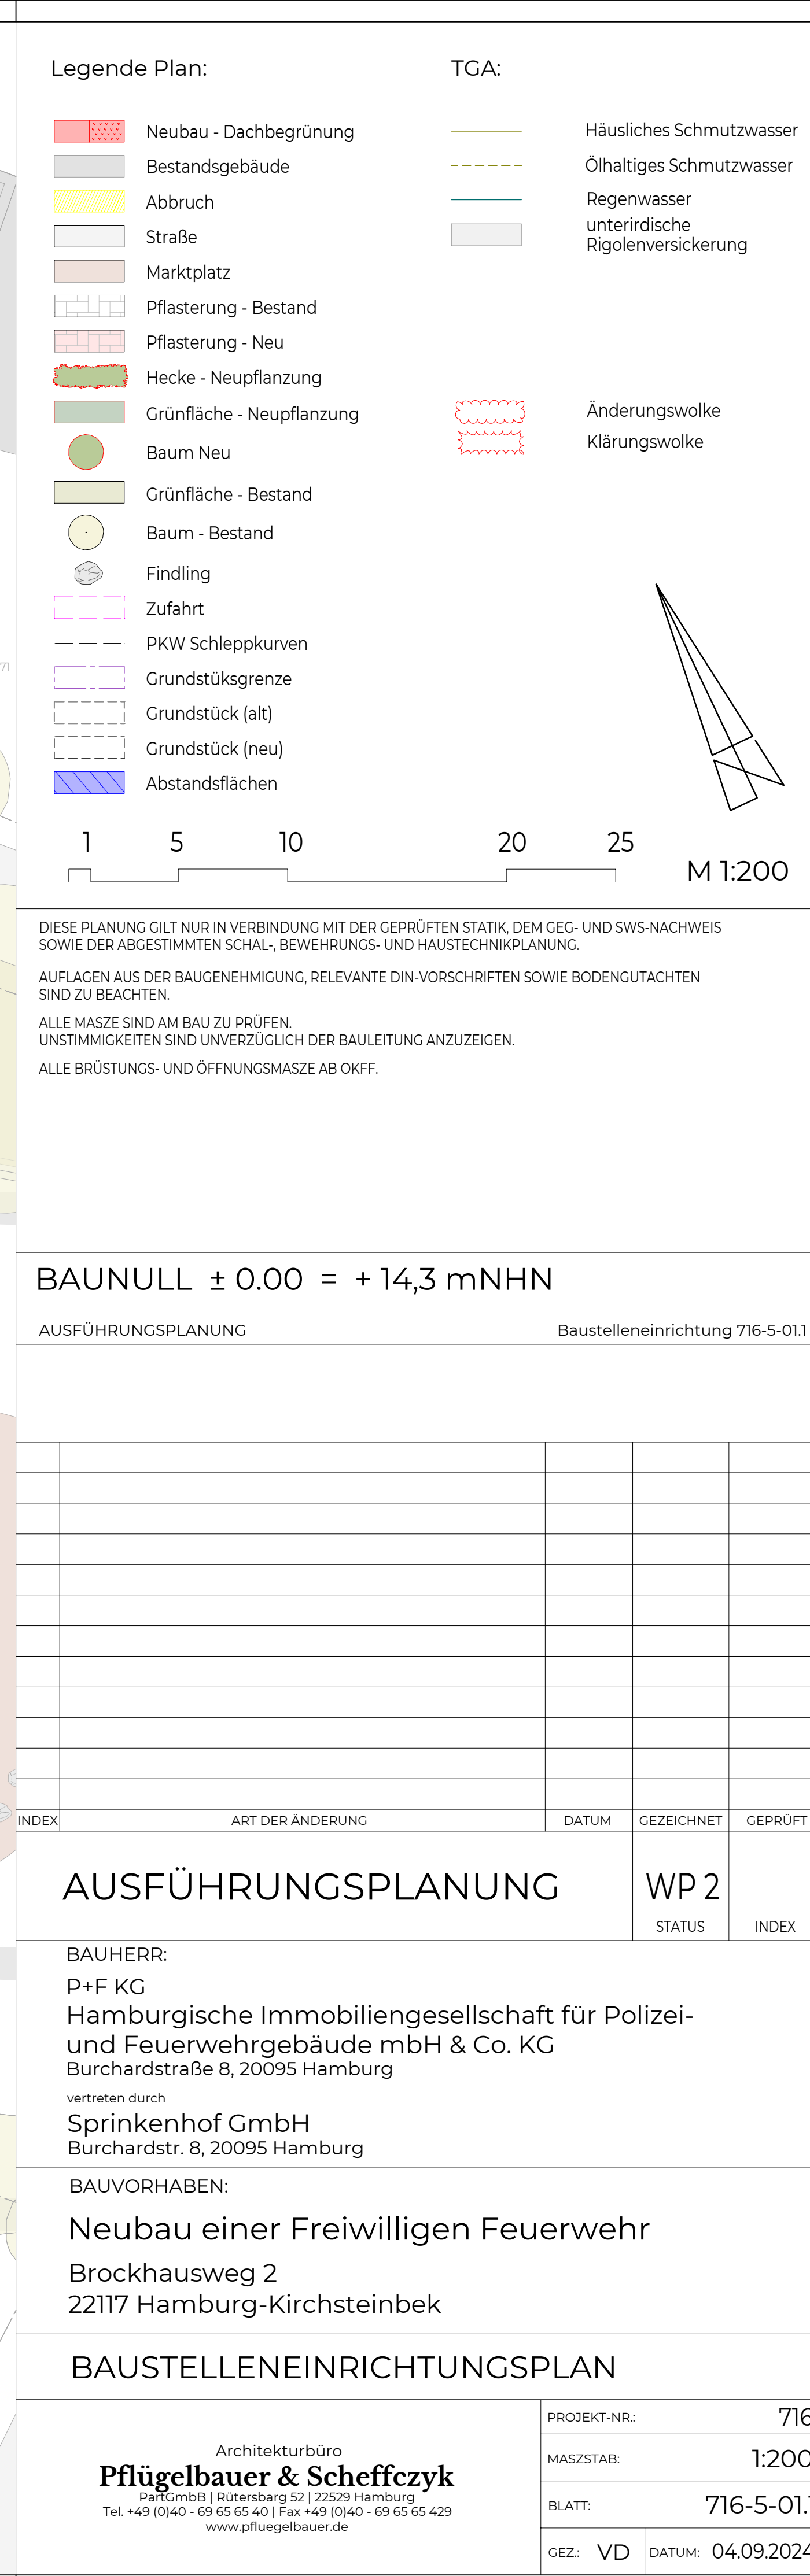 Legende Plan:
Neubau - Dachbegrünung
Bestandsgebäude
Abbruch
Straße
Marktplatz
Pflasterung - Bestand
Pflasterung - Neu
Hecke - Neupflanzung
Grünfläche - Neupflanzung
Baum Neu
Grünfläche - Bestand
Baum - Bestand
Findling
Zufahrt
PKW Schleppkurven
Grundstüksgrenze
Grundstück (alt)
Grundstück (neu)
Abstandsflächen
TGA:
Häusliches Schmutzwasser
Ölhaltiges Schmutzwasser
Regenwasser
unterirdische
Rigolenversickerung
Änderungswolke
Klärungswolke
1 5 10 20 25
M 1:200
DIESE PLANUNG GILT NUR IN VERBINDUNG MIT DER GEPRÜFTEN STATIK, DEM GEG- UND SWS-NACHWEIS
SOWIE DER ABGESTIMMTEN SCHAL-, BEWEHRUNGS- UND HAUSTECHNIKPLANUNG.
AUFLAGEN AUS DER BAUGENEHMIGUNG, RELEVANTE DIN-VORSCHRIFTEN SOWIE BODENGUTACHTEN
SIND ZU BEACHTEN.
ALLE MASZE SIND AM BAU ZU PRÜFEN.
UNSTIMMIGKEITEN SIND UNVERZÜGLICH DER BAULEITUNG ANZUZEIGEN.
ALLE BRÜSTUNGS- UND ÖFFNUNGSMASZE AB OKFF.
BAUNULL ± 0.00 = + 14,3 mNHN
AUSFÜHRUNGSPLANUNG Baustelleneinrichtung 716-5-01.1
INDEX ART DER ÄNDERUNG DATUM GEZEICHNET GEPRÜFT
AUSFÜHRUNGSPLANUNG WP 2
STATUS INDEX
BAUHERR:
P+F KG
Hamburgische Immobiliengesellschaft für Polizei-
und Feuerwehrgebäude mbH & Co. KG
Burchardstraße 8, 20095 Hamburg
vertreten durch
Sprinkenhof GmbH
Burchardstr. 8, 20095 Hamburg
BAUVORHABEN:
Neubau einer Freiwilligen Feuerwehr
Brockhausweg 2
22117 Hamburg-Kirchsteinbek
BAUSTELLENEINRICHTUNGSPLAN
Architekturbüro
Pflügelbauer & Scheffczyk
PartGmbB | Rütersbarg 52 | 22529 Hamburg
Tel. +49 (0)40 - 69 65 65 40 | Fax +49 (0)40 - 69 65 65 429
www.pfluegelbauer.de
PROJEKT-NR.: 716
MASZSTAB: 1:200
BLATT: 716-5-01.1
GEZ.: VD DATUM: 04.09.2024